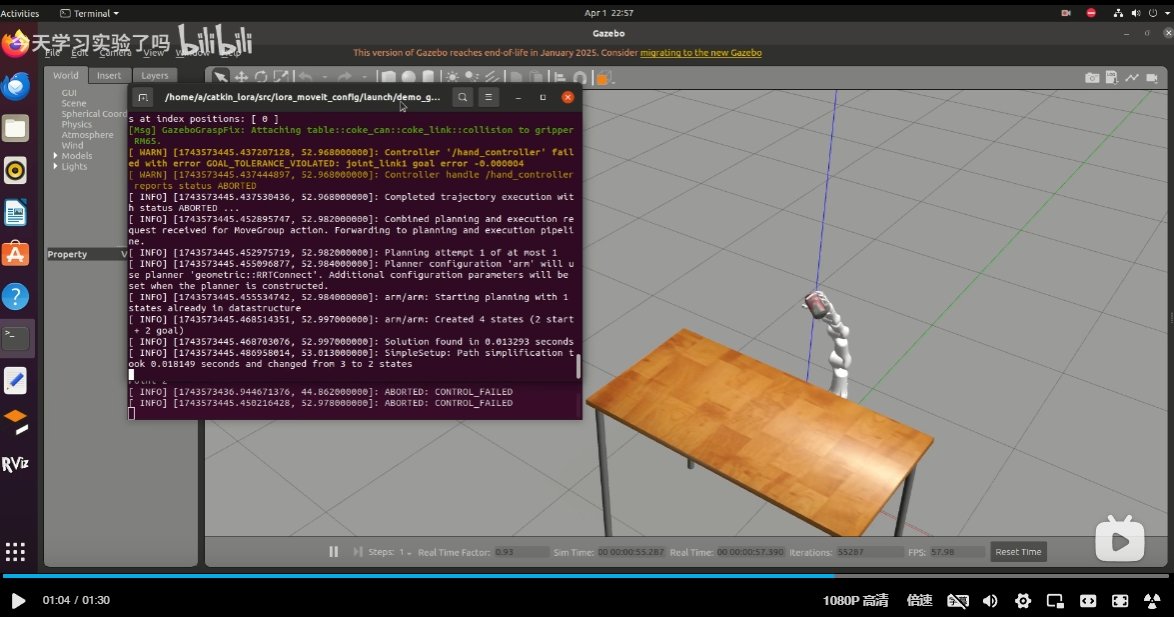 Activities
Terminal
Apr 1 22:57
天学习实验了吗
bilibili
Gazebo
File Edit Camera View Window Help
This version of Gazebo reaches end-of-life in January 2025. Consider migrating to the new Gazebo
World Insert Layers
GUI
Scene
Spherical Coord
Physics
Atmosphere
Wind
Models
Lights
Property V
/home/a/catkin_lora/src/lora_moveit_config/launch/demo_g...
s at index positions: [ 0 ]
[Msg] GazeboGraspFix: Attaching table::coke_can::coke_link::collision to gripper
RM65.
[ WARN] [1743573445.437207128, 52.968000000]: Controller '/hand_controller' fail
ed with error GOAL_TOLERANCE_VIOLATED: joint_link1 goal error -0.000004
[ WARN] [1743573445.437444897, 52.968000000]: Controller handle /hand_controller
reports status ABORTED
[ INFO] [1743573445.437530436, 52.968000000]: Completed trajectory execution wit
h status ABORTED ...
[ INFO] [1743573445.452895747, 52.982000000]: Combined planning and execution re
quest received for MoveGroup action. Forwarding to planning and execution pipeli
ne.
[ INFO] [1743573445.452975719, 52.982000000]: Planning attempt 1 of at most 1
[ INFO] [1743573445.455096877, 52.984000000]: Planner configuration 'arm' will u
se planner 'geometric::RRTConnect'. Additional configuration parameters will be
set when the planner is constructed.
[ INFO] [1743573445.455534742, 52.984000000]: arm/arm: Starting planning with 1
states already in datastructure
[ INFO] [1743573445.468514351, 52.997000000]: arm/arm: Created 4 states (2 start
+ 2 goal)
[ INFO] [1743573445.468703076, 52.997000000]: Solution found in 0.013293 seconds
[ INFO] [1743573445.486958014, 53.013000000]: SimpleSetup: Path simplification t
ook 0.018149 seconds and changed from 3 to 2 states
[ INFO] [1743573436.944671376, 44.862000000]: ABORTED: CONTROL_FAILED
[ INFO] [1743573445.450216428, 52.978000000]: ABORTED: CONTROL_FAILED
RViz
Steps: 1 Real Time Factor: 0.93 Sim Time: 00 00:00:55.287 Real Time: 00 00:00:57.390 Iterations: 55287 FPS: 57.98 Reset Time
01:04 / 01:30
1080P 高清
倍速